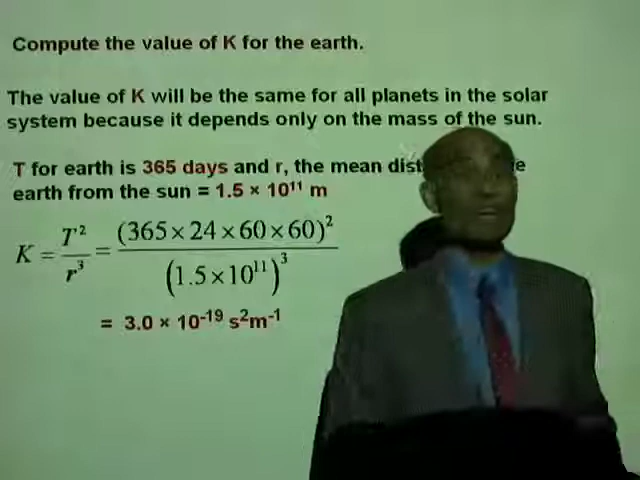 Compute the value of K for the earth.
The value of K will be the same for all planets in the solar
system because it depends only on the mass of the sun.
T for earth is 365 days and r, the mean dist e
earth from the sun = 1.5 × 10¹¹ m
K = T²/r³ = (365×24×60×60)²/(1.5×10¹¹)³
= 3.0 × 10⁻¹⁹ s²m⁻¹